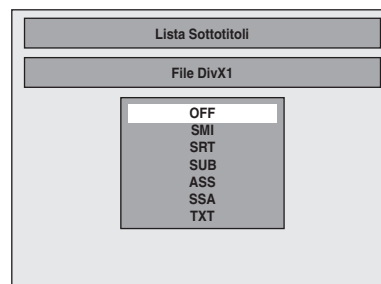 Lista Sottotitoli
File DivX1
OFF
SMI
SRT
SUB
ASS
SSA
TXT